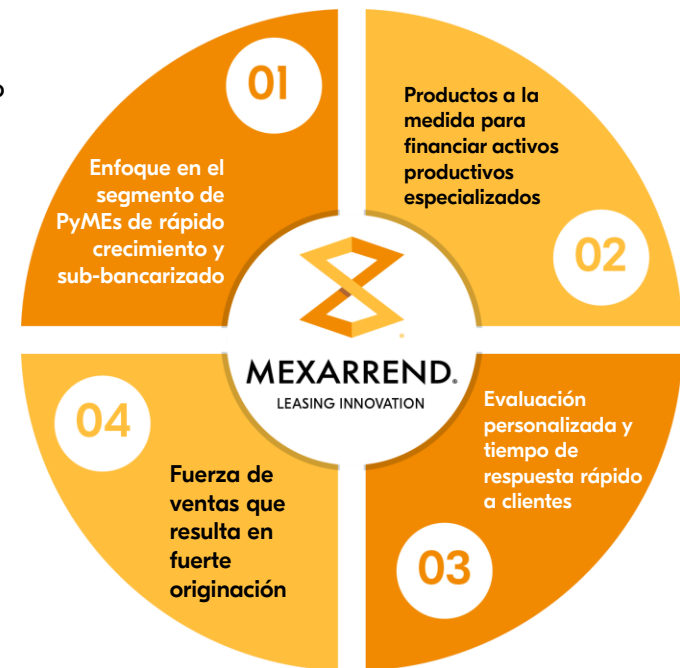 01
Enfoque en el
segmento de
PyMEs de rápido
crecimiento y
sub-bancarizado
Productos a la
medida para
financiar activos
productivos
especializados
02
MEXARREND®
LEASING INNOVATION
Evaluación
personalizada y
tiempo de
respuesta rápido
a clientes
03
04
Fuerza de
ventas que
resulta en
fuerte
originación